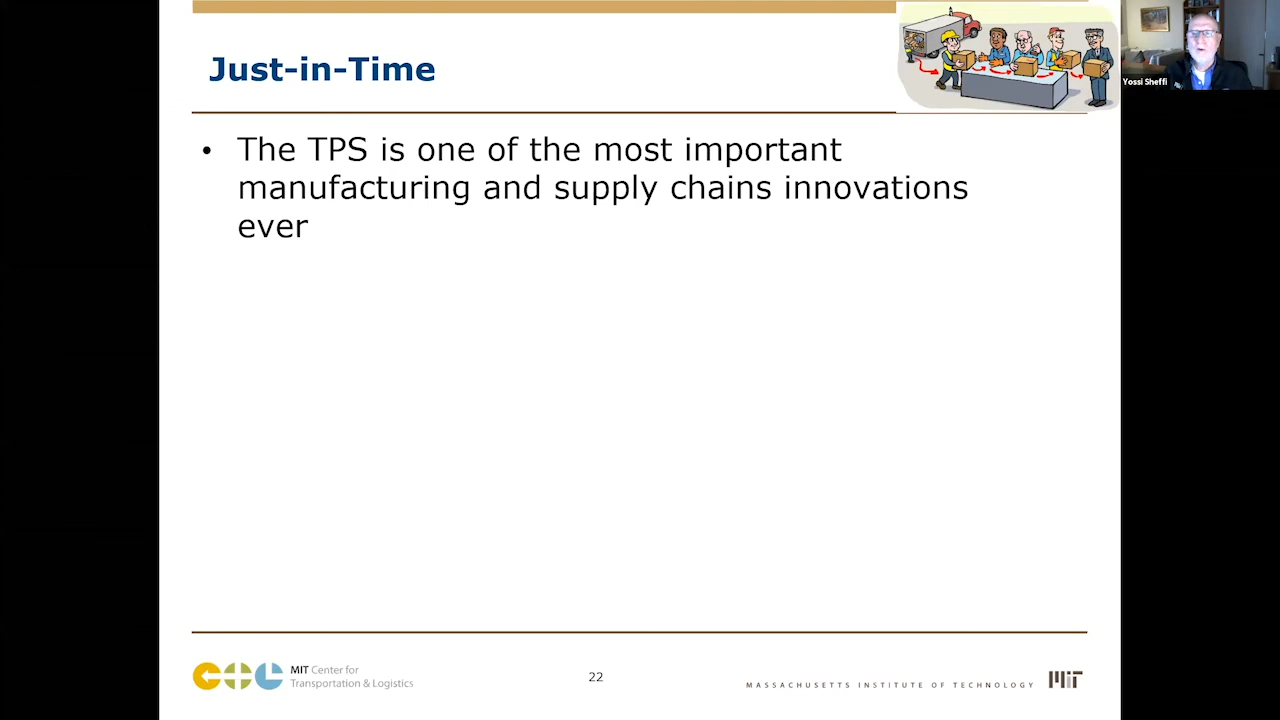 Just-in-Time
Yossi Sheffi
• The TPS is one of the most important
manufacturing and supply chains innovations
ever
MIT Center for
Transportation & Logistics
22
MASSACHUSETTS INSTITUTE OF TECHNOLOGY
MIT